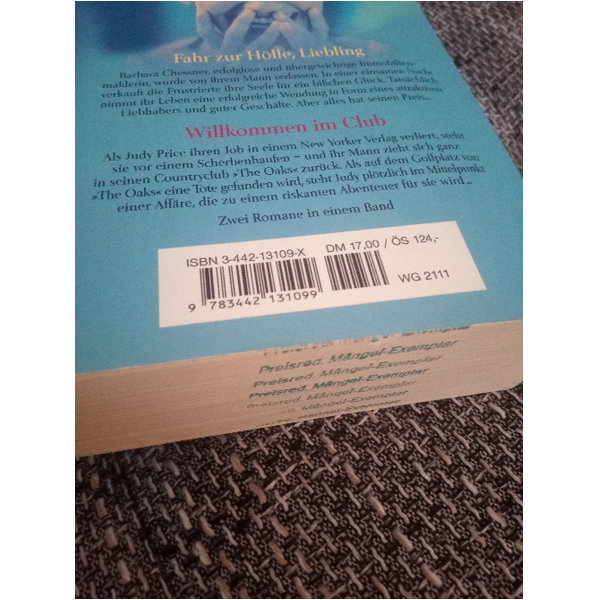 Fahr zur Hölle, Liebling
Barbara Chessner, erfolglose und übergewichtige Immobilien-
maklerin, wurde von ihrem Mann verlassen. In einer einsamen Nacht
verkauft die Frustrierte ihre Seele für ein bißchen Glück. Tatsächlich
nimmt ihr Leben eine erfolgreiche Wendung in Form eines attraktiven
Liebhabers und guter Geschäfte. Aber alles hat seinen Preis...
Willkommen im Club
Als Judy Price ihren Job in einem New Yorker Verlag verliert, steht
sie vor einem Scherbenhaufen – und ihr Mann zieht sich ganz
in seinen Countryclub »The Oaks« zurück. Als auf dem Golfplatz von
»The Oaks« eine Tote gefunden wird, steht Judy plötzlich im Mittelpunkt
einer Affäre, die zu einem riskanten Abenteuer für sie wird...
Zwei Romane in einem Band
ISBN 3-442-13109-X DM 17,00 / ÖS 124,-
9 783442 131099 WG 2111
Preisred. Mängel-Exemplar
Preisred. Mängel-Exemplar
Preisred. Mängel-Exemplar
Preisred. Mängel-Exemplar
Mängel-Exemplar